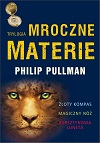 TRYLOGIA
MROCZNE
MATERIE
PHILIP PULLMAN
ZŁOTY KOMPAS
MAGICZNY NÓŻ
BURSZTYNOWA
LUNETA